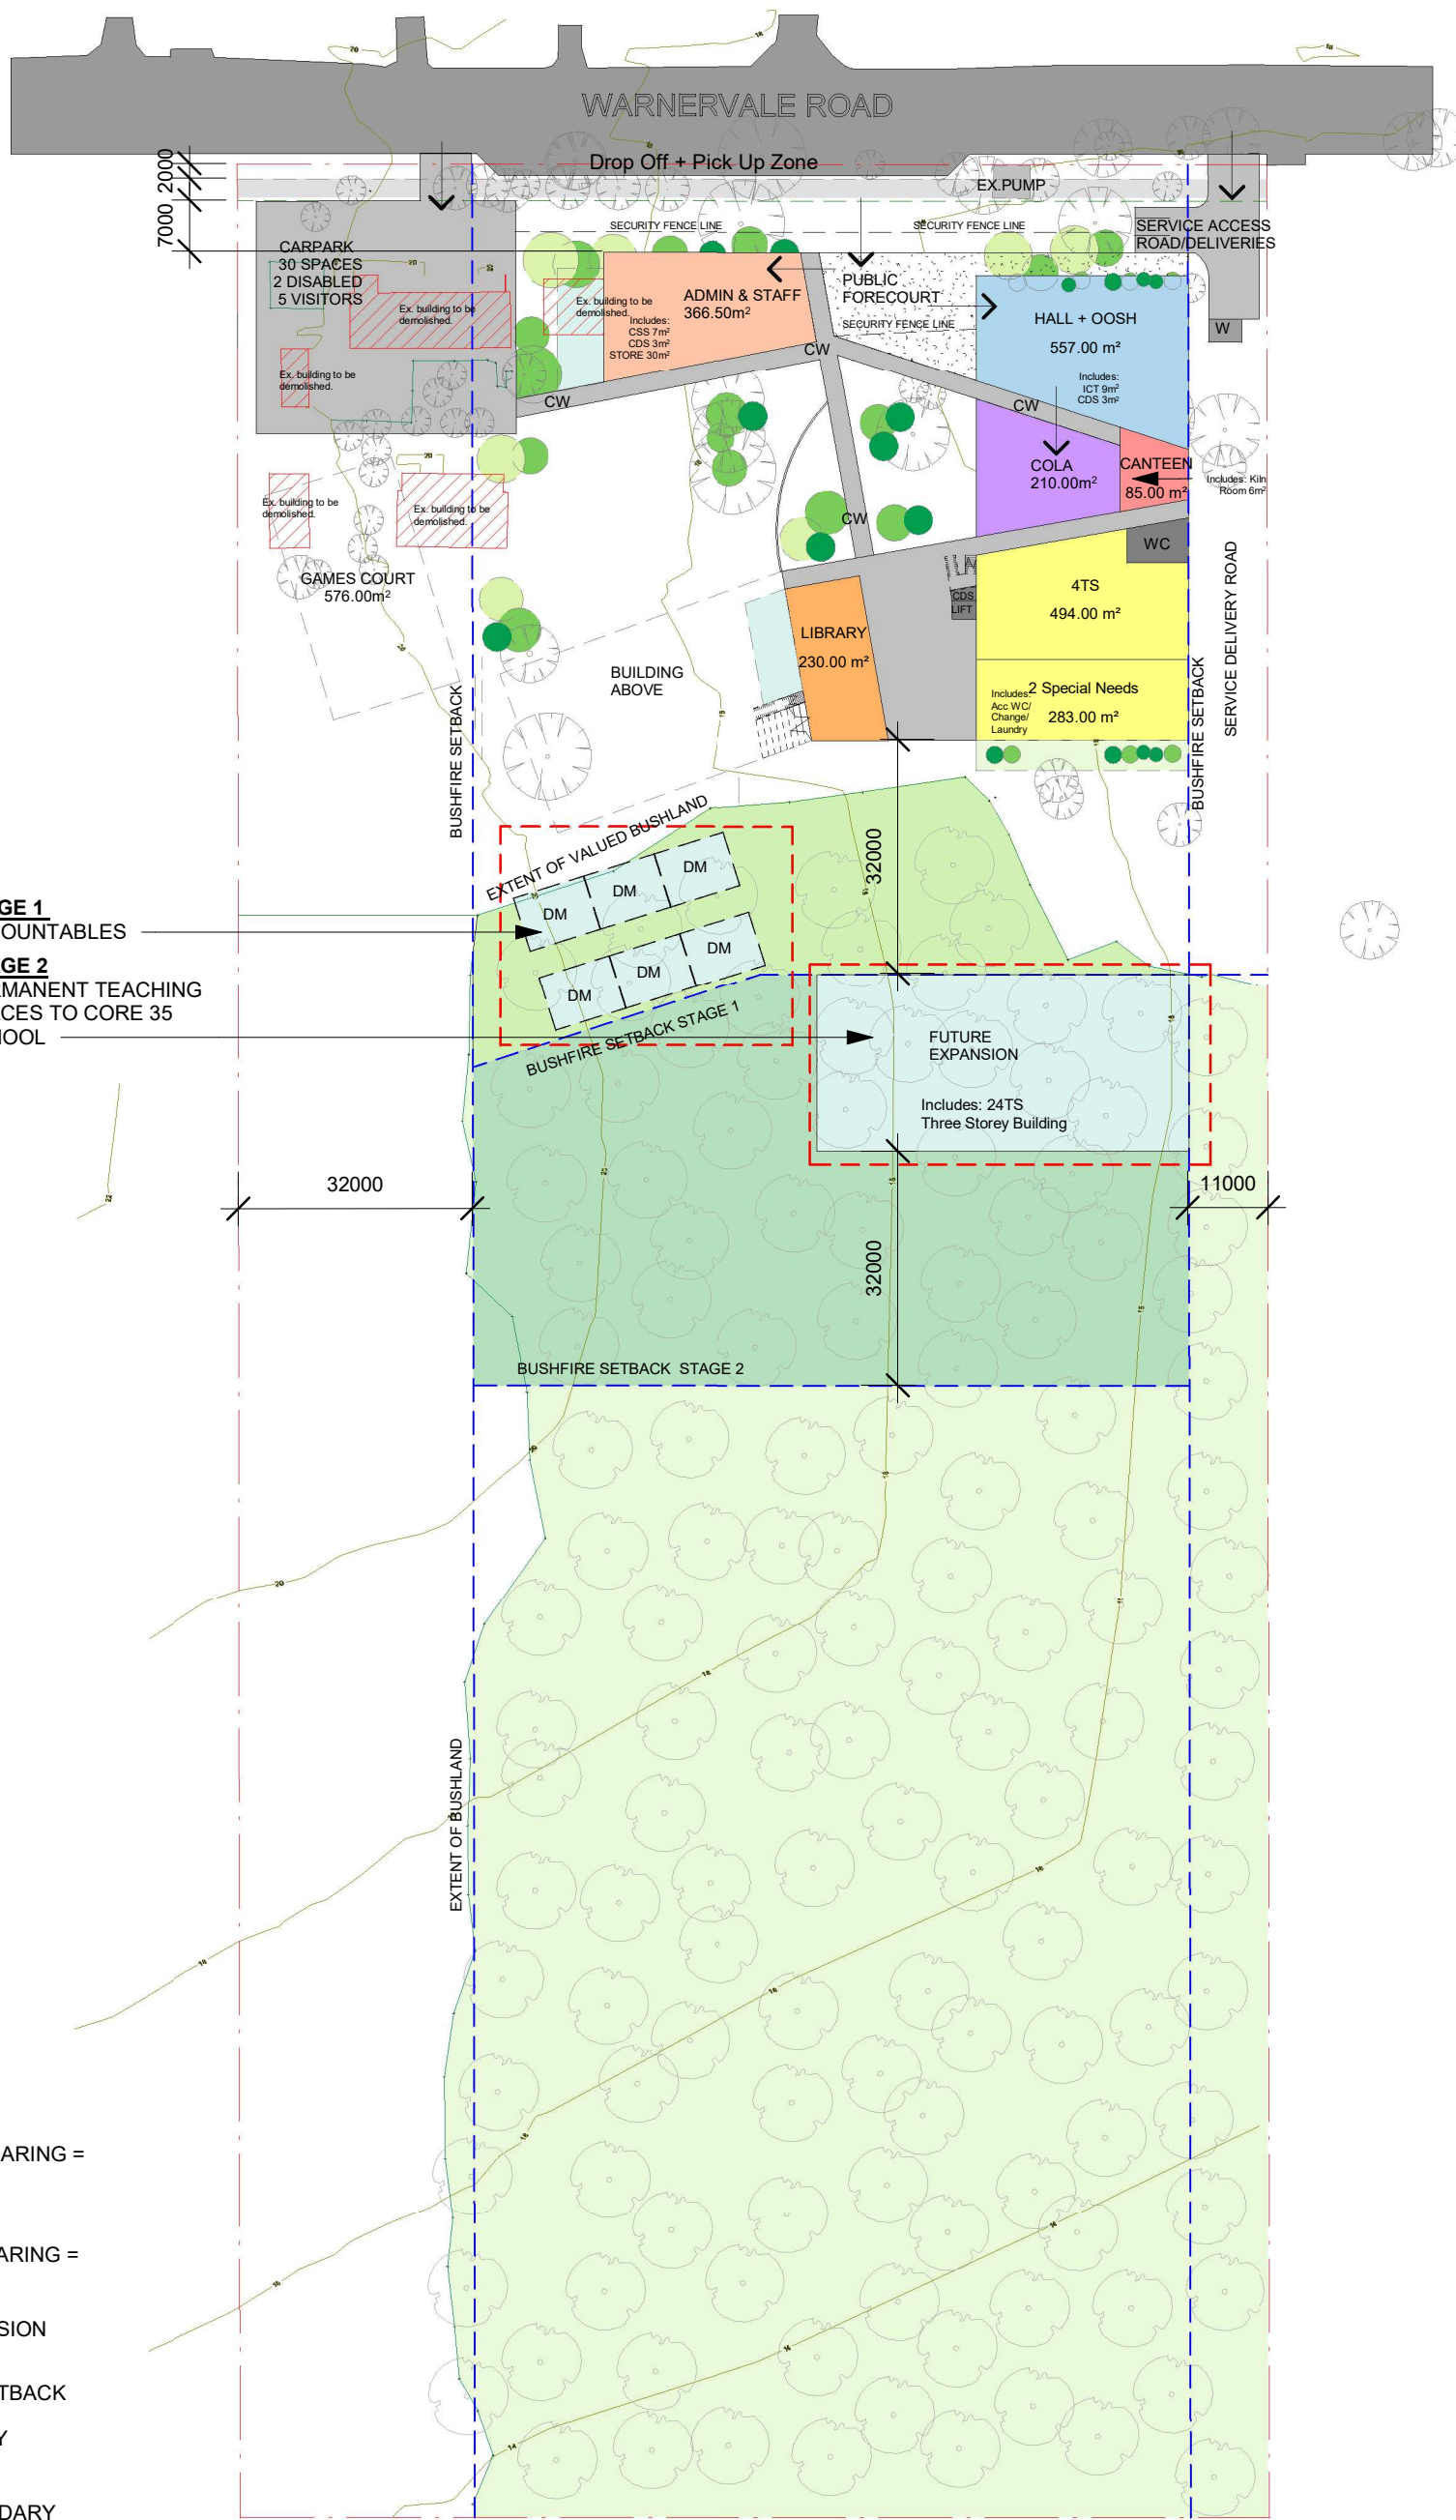 WARNERVALE ROAD
Drop Off + Pick Up Zone
2000
7000
EX.PUMP
SECURITY FENCE LINE
SECURITY FENCE LINE
SERVICE ACCESS
ROAD/DELIVERIES
CARPARK
30 SPACES
2 DISABLED
5 VISITORS
Ex. building to be
demolished.
Ex. building to be
demolished.
Ex. building to be
demolished.
ADMIN & STAFF
366.50m²
Includes:
CSS 7m²
CDS 3m²
STORE 30m²
PUBLIC
FORECOURT
SECURITY FENCE LINE
HALL + OOSH
557.00 m²
Includes:
ICT 9m²
CDS 3m²
W
CW
CW
CW
CW
COLA
210.00m²
CANTEEN
85.00 m²
Includes: Kiln
Room 6m²
Ex. building to be
demolished.
Ex. building to be
demolished.
GAMES COURT
576.00m²
WC
4TS
494.00 m²
CDS
LIFT
LIBRARY
230.00 m²
BUILDING
ABOVE
2 Special Needs
283.00 m²
Includes:
Acc WC/
Change/
Laundry
BUSHFIRE SETBACK
BUSHFIRE SETBACK
SERVICE DELIVERY ROAD
EXTENT OF VALUED BUSHLAND
32000
DM
DM
DM
DM
DM
DM
GE 1
OUNTABLES
GE 2
RMANENT TEACHING
CES TO CORE 35
OOL
BUSHFIRE SETBACK STAGE 1
FUTURE
EXPANSION
Includes: 24TS
Three Storey Building
32000
11000
32000
BUSHFIRE SETBACK STAGE 2
EXTENT OF BUSHLAND
ARING =
ARING =
SION
TBACK
Y
DARY